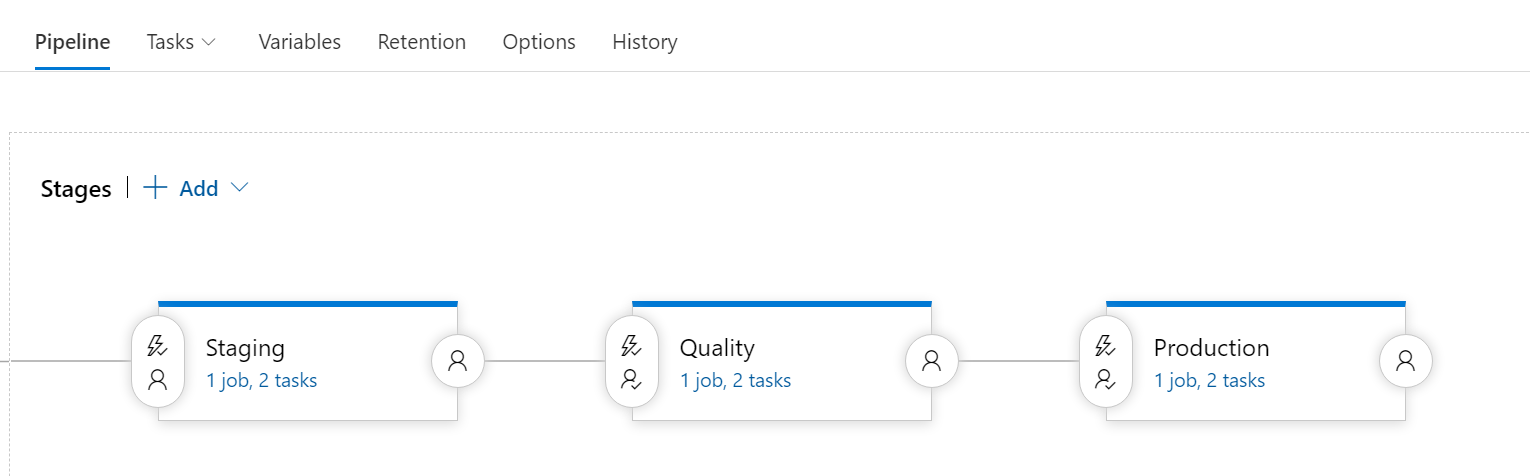 Pipeline Tasks Variables Retention Options History
Stages Add
Staging
1 job, 2 tasks
Quality
1 job, 2 tasks
Production
1 job, 2 tasks